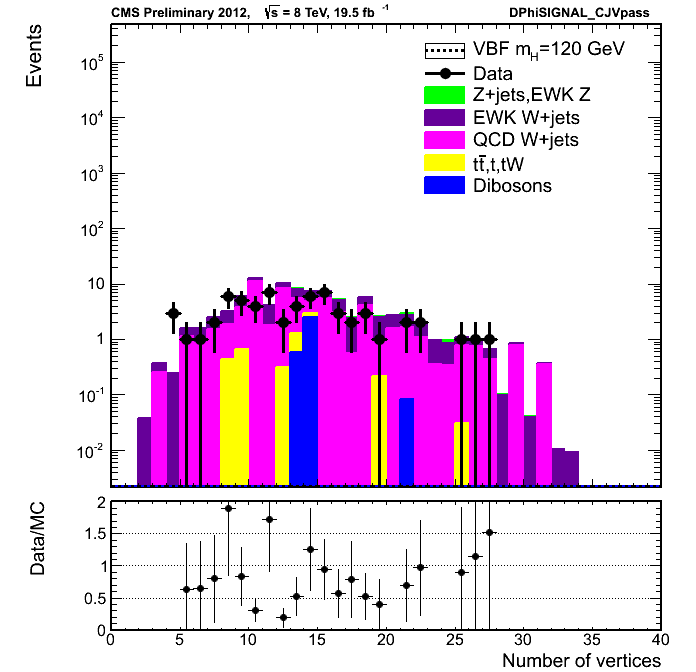 CMS Preliminary 2012, √s = 8 TeV, 19.5 fb⁻¹ DPhiSIGNAL_CJVpass
Events
VBF m_H=120 GeV
Data
Z+jets,EWK Z
EWK W+jets
QCD W+jets
tt̄,t,tW
Dibosons
10⁵
10⁴
10³
10²
10
1
10⁻¹
10⁻²
Data/MC
2
1.5
1
0.5
0
0 5 10 15 20 25 30 35 40
Number of vertices